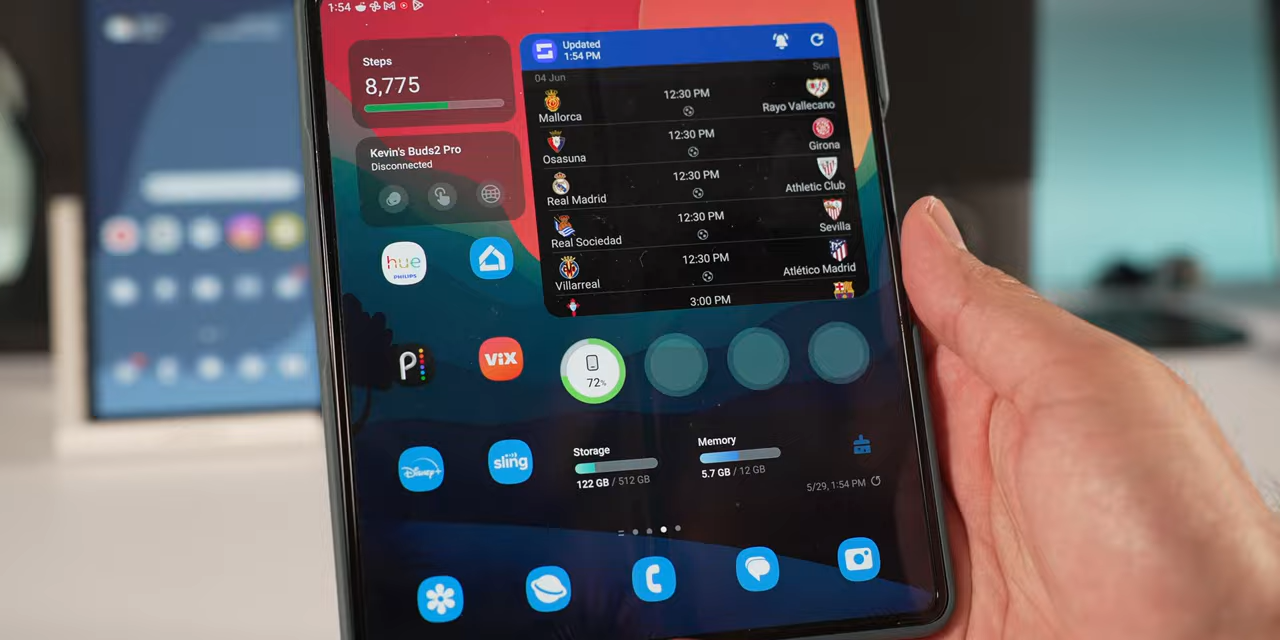 1:54
Steps
8,775
Kevin's Buds2 Pro
Disconnected
Updated
1:54 PM
04 Jun
Sun
Mallorca
12:30 PM
Rayo Vallecano
Osasuna
12:30 PM
Girona
Real Madrid
12:30 PM
Athletic Club
Real Sociedad
12:30 PM
Sevilla
Villarreal
12:30 PM
Atlético Madrid
3:00 PM
hue
PHILIPS
p
ViX
72%
Disney+
sling
Storage
122 GB / 512 GB
Memory
5.7 GB / 12 GB
5/29, 1:54 PM